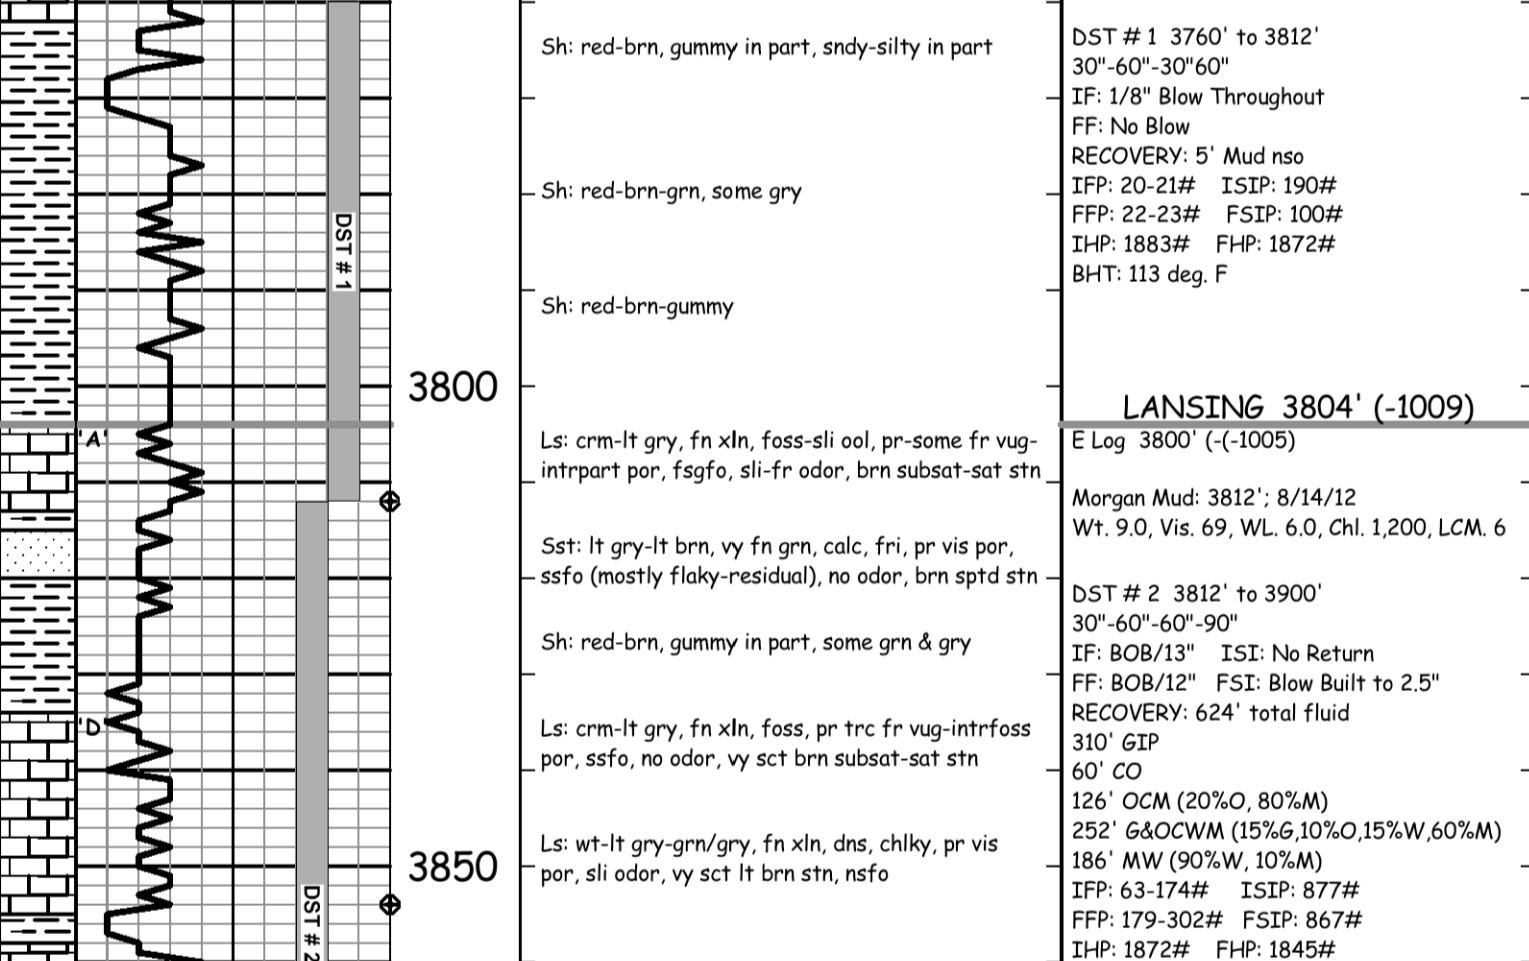 Sh: red-brn, gummy in part, sndy-silty in part
Sh: red-brn-grn, some gry
DST # 1
Sh: red-brn-gummy
3800
'A'
Ls: crm-lt gry, fn xln, foss-sli ool, pr-some fr vug-
intrpart por, fsgfo, sli-fr odor, brn subsat-sat stn
Sst: lt gry-lt brn, vy fn grn, calc, fri, pr vis por,
ssfo (mostly flaky-residual), no odor, brn sptd stn
Sh: red-brn, gummy in part, some grn & gry
'D'
Ls: crm-lt gry, fn xln, foss, pr trc fr vug-intrfoss
por, ssfo, no odor, vy sct brn subsat-sat stn
3850
Ls: wt-lt gry-grn/gry, fn xln, dns, chlky, pr vis
por, sli odor, vy sct lt brn stn, nsfo
DST # 2
DST # 1 3760' to 3812'
30"-60"-30"60"
IF: 1/8" Blow Throughout
FF: No Blow
RECOVERY: 5' Mud nso
IFP: 20-21# ISIP: 190#
FFP: 22-23# FSIP: 100#
IHP: 1883# FHP: 1872#
BHT: 113 deg. F
LANSING 3804' (-1009)
E Log 3800' (-(-1005)
Morgan Mud: 3812'; 8/14/12
Wt. 9.0, Vis. 69, WL. 6.0, Chl. 1,200, LCM. 6
DST # 2 3812' to 3900'
30"-60"-60"-90"
IF: BOB/13" ISI: No Return
FF: BOB/12" FSI: Blow Built to 2.5"
RECOVERY: 624' total fluid
310' GIP
60' CO
126' OCM (20%O, 80%M)
252' G&OCWM (15%G,10%O,15%W,60%M)
186' MW (90%W, 10%M)
IFP: 63-174# ISIP: 877#
FFP: 179-302# FSIP: 867#
IHP: 1872# FHP: 1845#